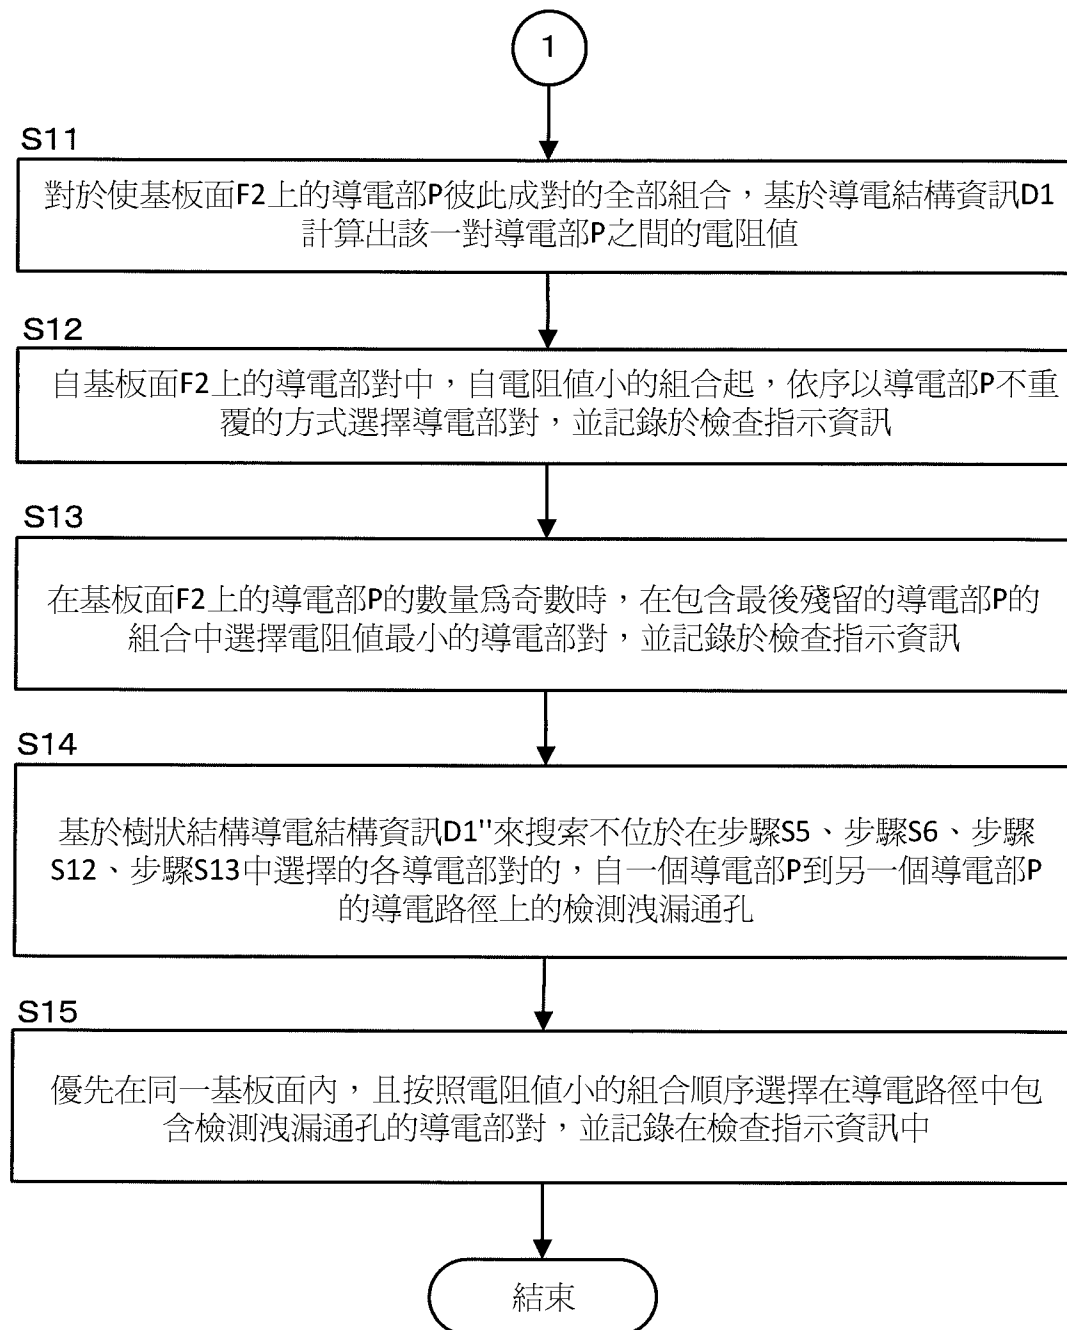 1
S11
對於使基板面F2上的導電部P彼此成對的全部組合，基於導電結構資訊D1
計算出該一對導電部P之間的電阻值
S12
自基板面F2上的導電部對中，自電阻值小的組合起，依序以導電部P不重
覆的方式選擇導電部對，並記錄於檢查指示資訊
S13
在基板面F2上的導電部P的數量爲奇數時，在包含最後殘留的導電部P的
組合中選擇電阻值最小的導電部對，並記錄於檢查指示資訊
S14
基於樹狀結構導電結構資訊D1''來搜索不位於在步驟S5、步驟S6、步驟
S12、步驟S13中選擇的各導電部對的，自一個導電部P到另一個導電部P
的導電路徑上的檢測洩漏通孔
S15
優先在同一基板面內，且按照電阻值小的組合順序選擇在導電路徑中包
含檢測洩漏通孔的導電部對，並記錄在檢查指示資訊中
結束